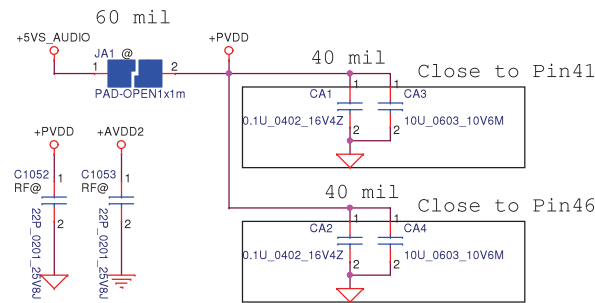 60 mil
+5VS_AUDIO
JA1 @
1 2
PAD-OPEN1x1m
+PVDD
40 mil
Close to Pin41
CA1 1
CA3 1
0.1U_0402_16V4Z 2
10U_0603_10V6M 2
+PVDD
+AVDD2
C1052 1
RF@
2
22P_0201_25V8J
C1053 1
RF@
2
22P_0201_25V8J
40 mil
Close to Pin46
CA2 1
CA4 1
0.1U_0402_16V4Z 2
10U_0603_10V6M 2